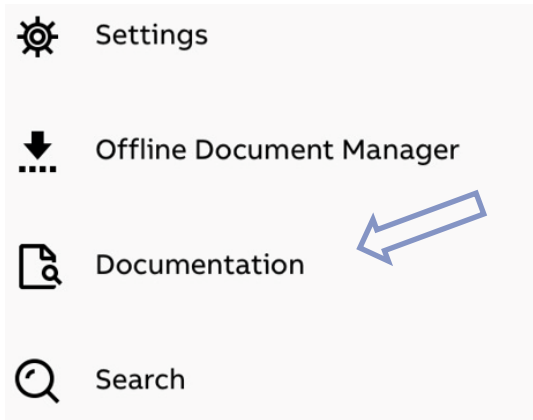 Settings
Offline Document Manager
Documentation
Search